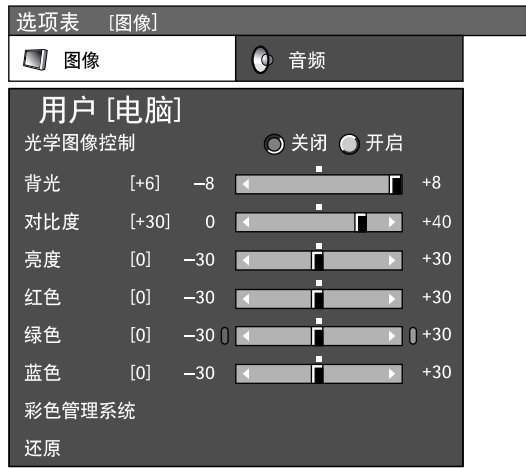 选项表 [图像]
图像 音频
用户 [电脑]
光学图像控制 关闭 开启
背光 [+6] −8 +8
对比度 [+30] 0 +40
亮度 [0] −30 +30
红色 [0] −30 +30
绿色 [0] −30 +30
蓝色 [0] −30 +30
彩色管理系统
还原